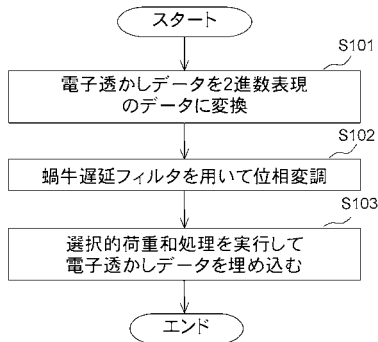 スタート
S101
電子透かしデータを2進数表現
のデータに変換
S102
蝸牛遅延フィルタを用いて位相変調
S103
選択的荷重和処理を実行して
電子透かしデータを埋め込む
エンド